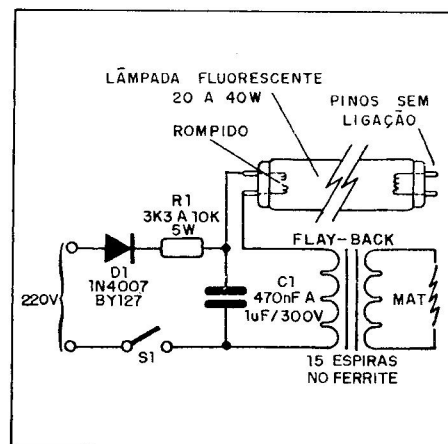 LÂMPADA FLUORESCENTE
20 A 40W
PINOS SEM
LIGAÇÃO
ROMPIDO
R1
3K3 A 10K
5W
FLAY-BACK
D1
1N4007
BY127
C1
470nF A
1uF/300V
MAT
220V
S1
15 ESPIRAS
NO FERRITE